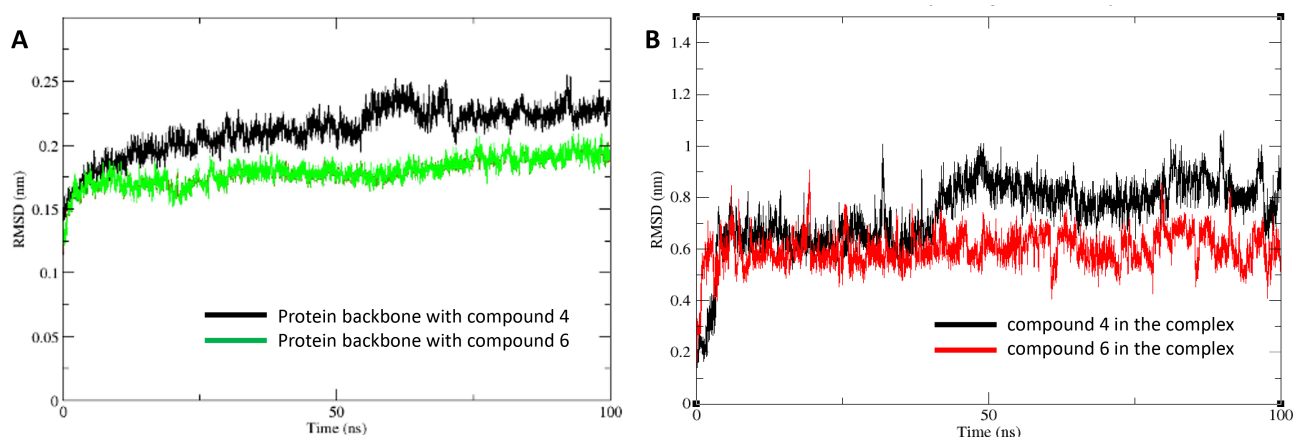 A
RMSD (nm)
0.25
0.2
0.15
0.1
0.05
0
Protein backbone with compound 4
Protein backbone with compound 6
0
50
100
Time (ns)
B
RMSD (nm)
1.4
1.2
1
0.8
0.6
0.4
0.2
0
compound 4 in the complex
compound 6 in the complex
0
50
100
Time (ns)